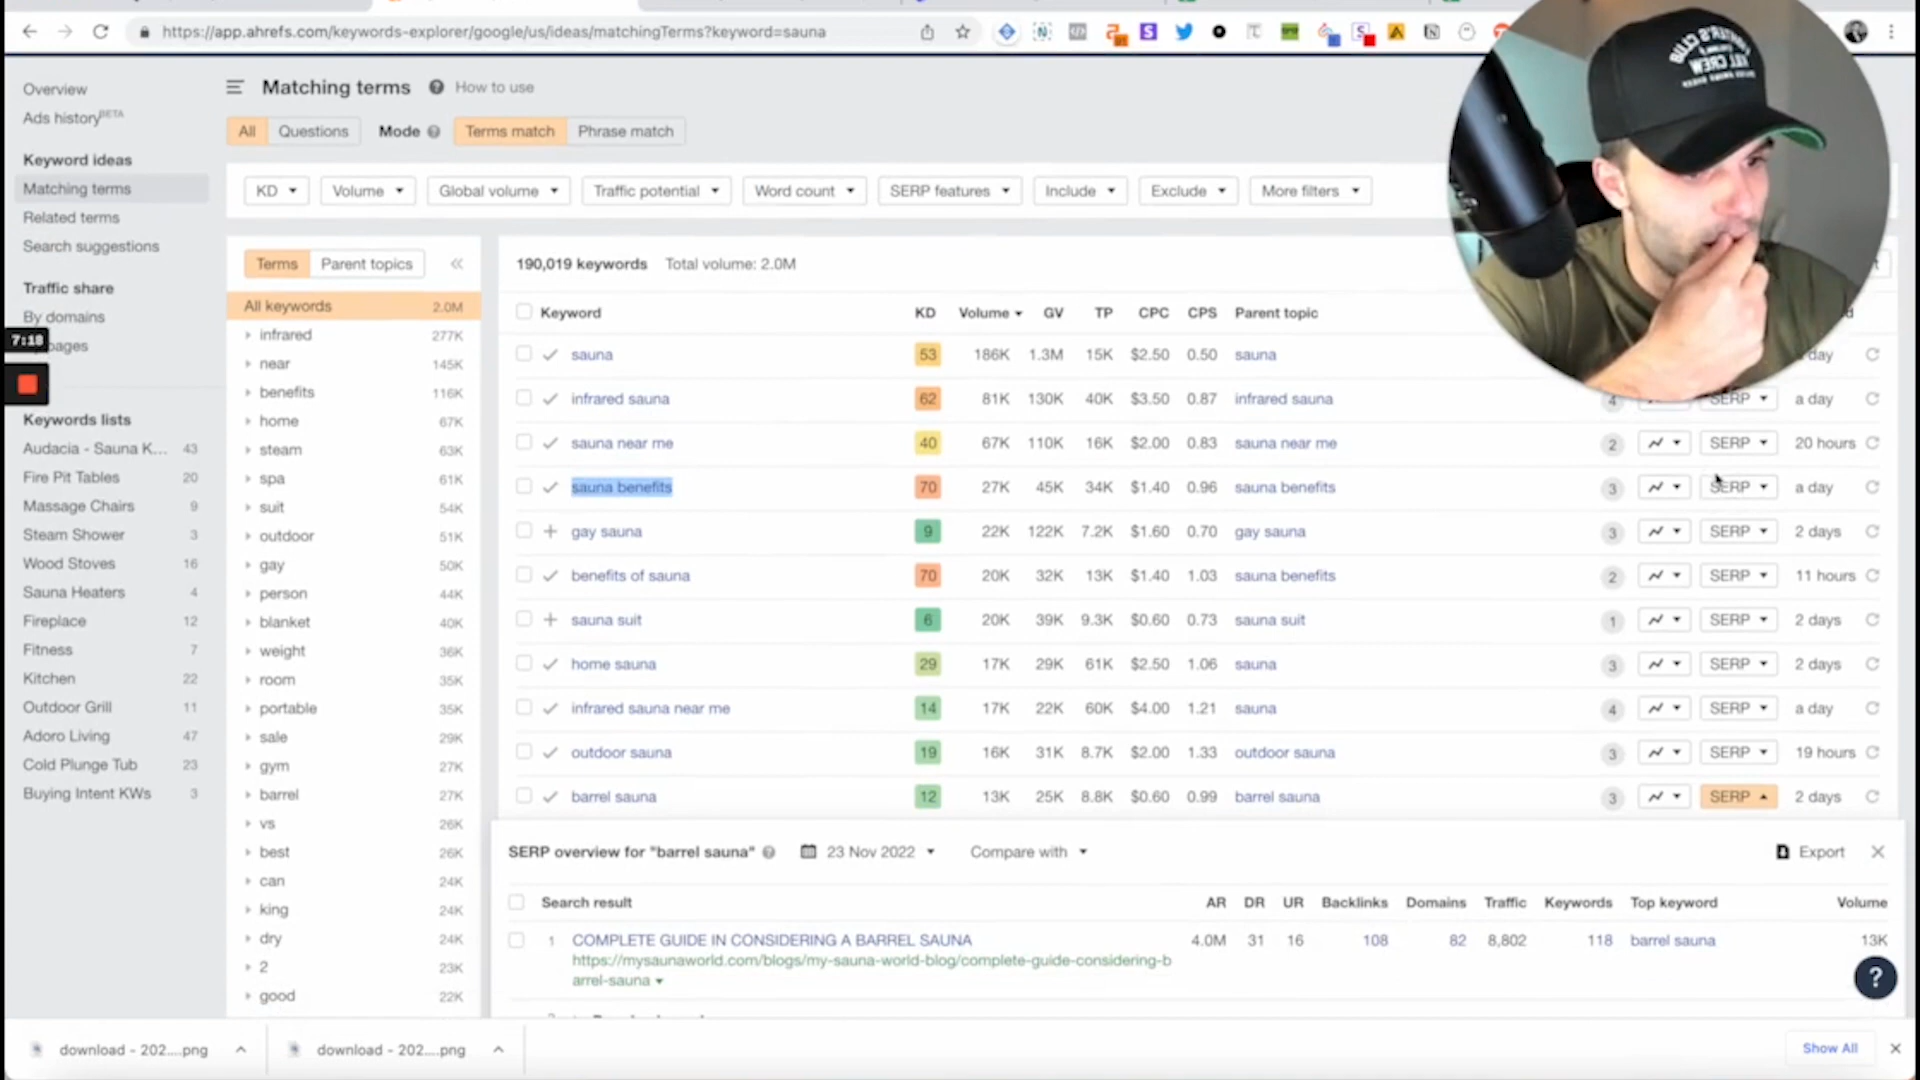 https://app.ahrefs.com/keywords-explorer/google/us/ideas/matchingTerms?keyword=sauna
Overview
Ads history BETA
Keyword ideas
Matching terms
Related terms
Search suggestions
Traffic share
By domains
pages
7:18
Keywords lists
Audacia - Sauna K... 43
Fire Pit Tables 20
Massage Chairs 9
Steam Shower 3
Wood Stoves 16
Sauna Heaters 4
Fireplace 12
Fitness 7
Kitchen 22
Outdoor Grill 11
Adoro Living 47
Cold Plunge Tub 23
Buying Intent KWs 3
Matching terms How to use
All Questions Mode Terms match Phrase match
KD Volume Global volume Traffic potential Word count SERP features Include Exclude More filters
Terms Parent topics
All keywords 2.0M
infrared 277K
near 145K
benefits 116K
home 67K
steam 63K
spa 61K
suit 54K
outdoor 51K
gay 50K
person 44K
blanket 40K
weight 36K
room 35K
portable 35K
sale 29K
gym 27K
barrel 27K
vs 26K
best 26K
can 24K
king 24K
dry 24K
2 23K
good 22K
190,019 keywords Total volume: 2.0M
Keyword KD Volume GV TP CPC CPS Parent topic
sauna 53 186K 1.3M 15K $2.50 0.50 sauna day
infrared sauna 62 81K 130K 40K $3.50 0.87 infrared sauna 4 SERP a day
sauna near me 40 67K 110K 16K $2.00 0.83 sauna near me 2 SERP 20 hours
sauna benefits 70 27K 45K 34K $1.40 0.96 sauna benefits 3 SERP a day
gay sauna 9 22K 122K 7.2K $1.60 0.70 gay sauna 3 SERP 2 days
benefits of sauna 70 20K 32K 13K $1.40 1.03 sauna benefits 2 SERP 11 hours
sauna suit 6 20K 39K 9.3K $0.60 0.73 sauna suit 1 SERP 2 days
home sauna 29 17K 29K 61K $2.50 1.06 sauna 3 SERP 2 days
infrared sauna near me 14 17K 22K 60K $4.00 1.21 sauna 4 SERP a day
outdoor sauna 19 16K 31K 8.7K $2.00 1.33 outdoor sauna 3 SERP 19 hours
barrel sauna 12 13K 25K 8.8K $0.60 0.99 barrel sauna 3 SERP 2 days
SERP overview for "barrel sauna" 23 Nov 2022 Compare with Export
Search result AR DR UR Backlinks Domains Traffic Keywords Top keyword Volume
1 COMPLETE GUIDE IN CONSIDERING A BARREL SAUNA 4.0M 31 16 108 82 8,802 118 barrel sauna 13K
https://mysaunaworld.com/blogs/my-sauna-world-blog/complete-guide-considering-b
arrel-sauna
download - 202....png
download - 202....png
Show All